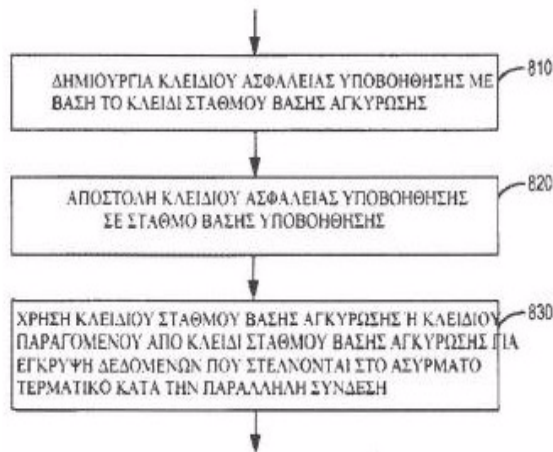 810
ΔΗΜΙΟΥΡΓΙΑ ΚΛΕΙΔΙΟΥ ΑΣΦΑΛΕΙΑΣ ΥΠΟΒΟΗΘΗΣΗΣ ΜΕ
ΒΑΣΗ ΤΟ ΚΛΕΙΔΙ ΣΤΑΘΜΟΥ ΒΑΣΗΣ ΑΓΚΥΡΩΣΗΣ
820
ΑΠΟΣΤΟΛΗ ΚΛΕΙΔΙΟΥ ΑΣΦΑΛΕΙΑΣ ΥΠΟΒΟΗΘΗΣΗΣ
ΣΕ ΣΤΑΘΜΟ ΒΑΣΗΣ ΥΠΟΒΟΗΘΗΣΗΣ
830
ΧΡΗΣΗ ΚΛΕΙΔΙΟΥ ΣΤΑΘΜΟΥ ΒΑΣΗΣ ΑΓΚΥΡΩΣΗΣ Ή ΚΛΕΙΔΙΟΥ
ΠΑΡΑΓΟΜΕΝΟΥ ΑΠΟ ΚΛΕΙΔΙ ΣΤΑΘΜΟΥ ΒΑΣΗΣ ΑΓΚΥΡΩΣΗΣ ΓΙΑ
ΕΓΚΡΥΨΗ ΔΕΔΟΜΕΝΩΝ ΠΟΥ ΣΤΕΛΝΟΝΤΑΙ ΣΤΟ ΑΣΥΡΜΑΤΟ
ΤΕΡΜΑΤΙΚΟ ΚΑΤΑ ΤΗΝ ΠΑΡΑΛΛΗΛΗ ΣΥΝΔΕΣΗ